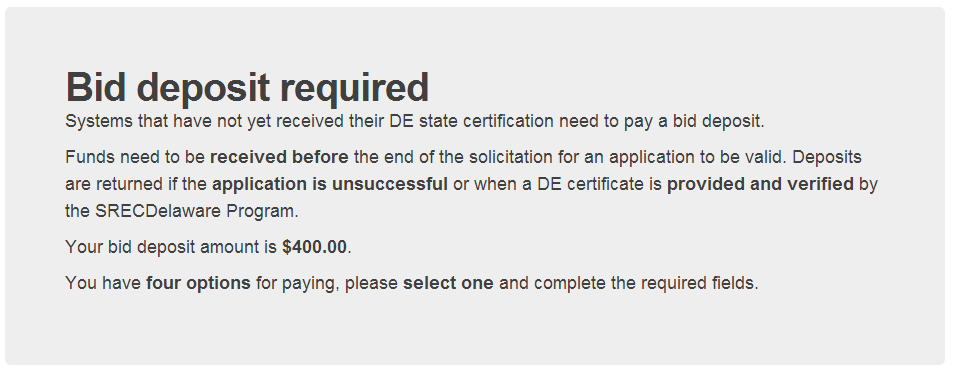 Bid deposit required
Systems that have not yet received their DE state certification need to pay a bid deposit.
Funds need to be received before the end of the solicitation for an application to be valid. Deposits
are returned if the application is unsuccessful or when a DE certificate is provided and verified by
the SRECDelaware Program.
Your bid deposit amount is $400.00.
You have four options for paying, please select one and complete the required fields.